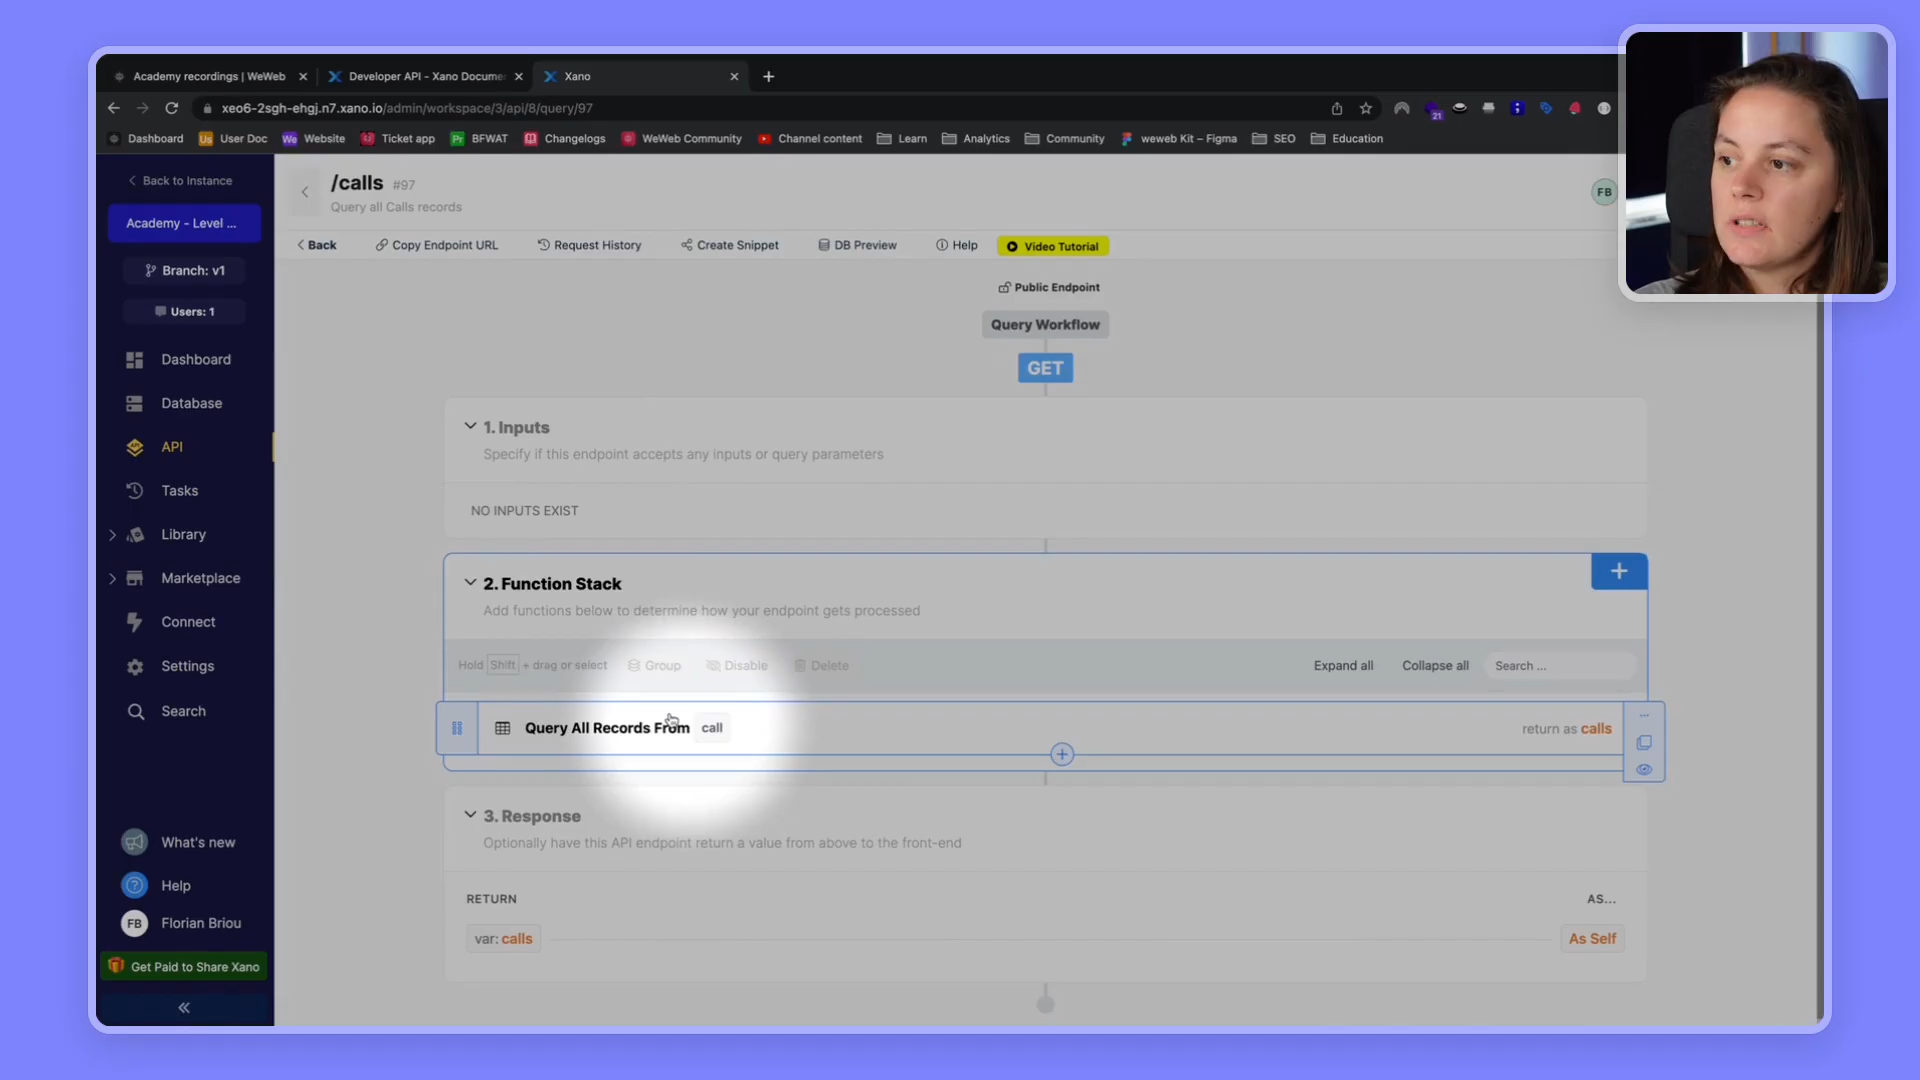 Academy recordings | WeWeb
Developer API - Xano Docume
Xano
xeo6-2sgh-ehgj.n7.xano.io/admin/workspace/3/api/8/query/97
21
Dashboard
Us User Doc
We Website
Ticket app
Pr BFWAT
Changelogs
WeWeb Community
Channel content
Learn
Analytics
Community
weweb Kit – Figma
SEO
Education
Back to Instance
Academy - Level ...
Branch: v1
Users: 1
Dashboard
Database
API
Tasks
Library
Marketplace
Connect
Settings
Search
What's new
Help
FB Florian Briou
Get Paid to Share Xano
/calls #97
Query all Calls records
FB
Back
Copy Endpoint URL
Request History
Create Snippet
DB Preview
Help
Video Tutorial
Public Endpoint
Query Workflow
GET
1. Inputs
Specify if this endpoint accepts any inputs or query parameters
NO INPUTS EXIST
2. Function Stack
Add functions below to determine how your endpoint gets processed
Hold Shift + drag or select
Group
Disable
Delete
Expand all
Collapse all
Search ...
Query All Records From call
return as calls
3. Response
Optionally have this API endpoint return a value from above to the front-end
RETURN
AS...
var: calls
As Self